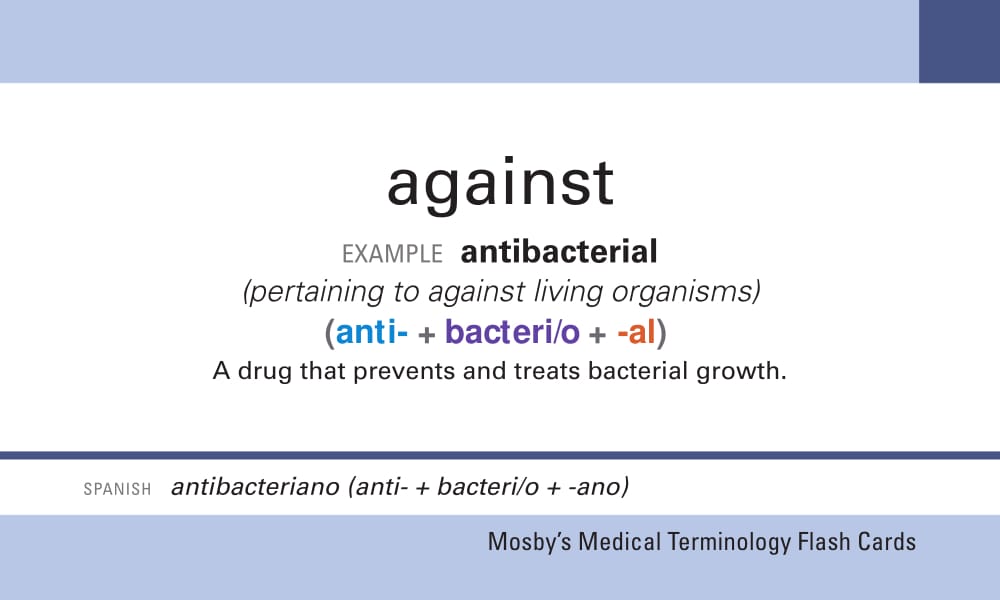 against
EXAMPLE antibacterial
(pertaining to against living organisms)
(anti- + bacteri/o + -al)
A drug that prevents and treats bacterial growth.
SPANISH antibacteriano (anti- + bacteri/o + -ano)
Mosby’s Medical Terminology Flash Cards